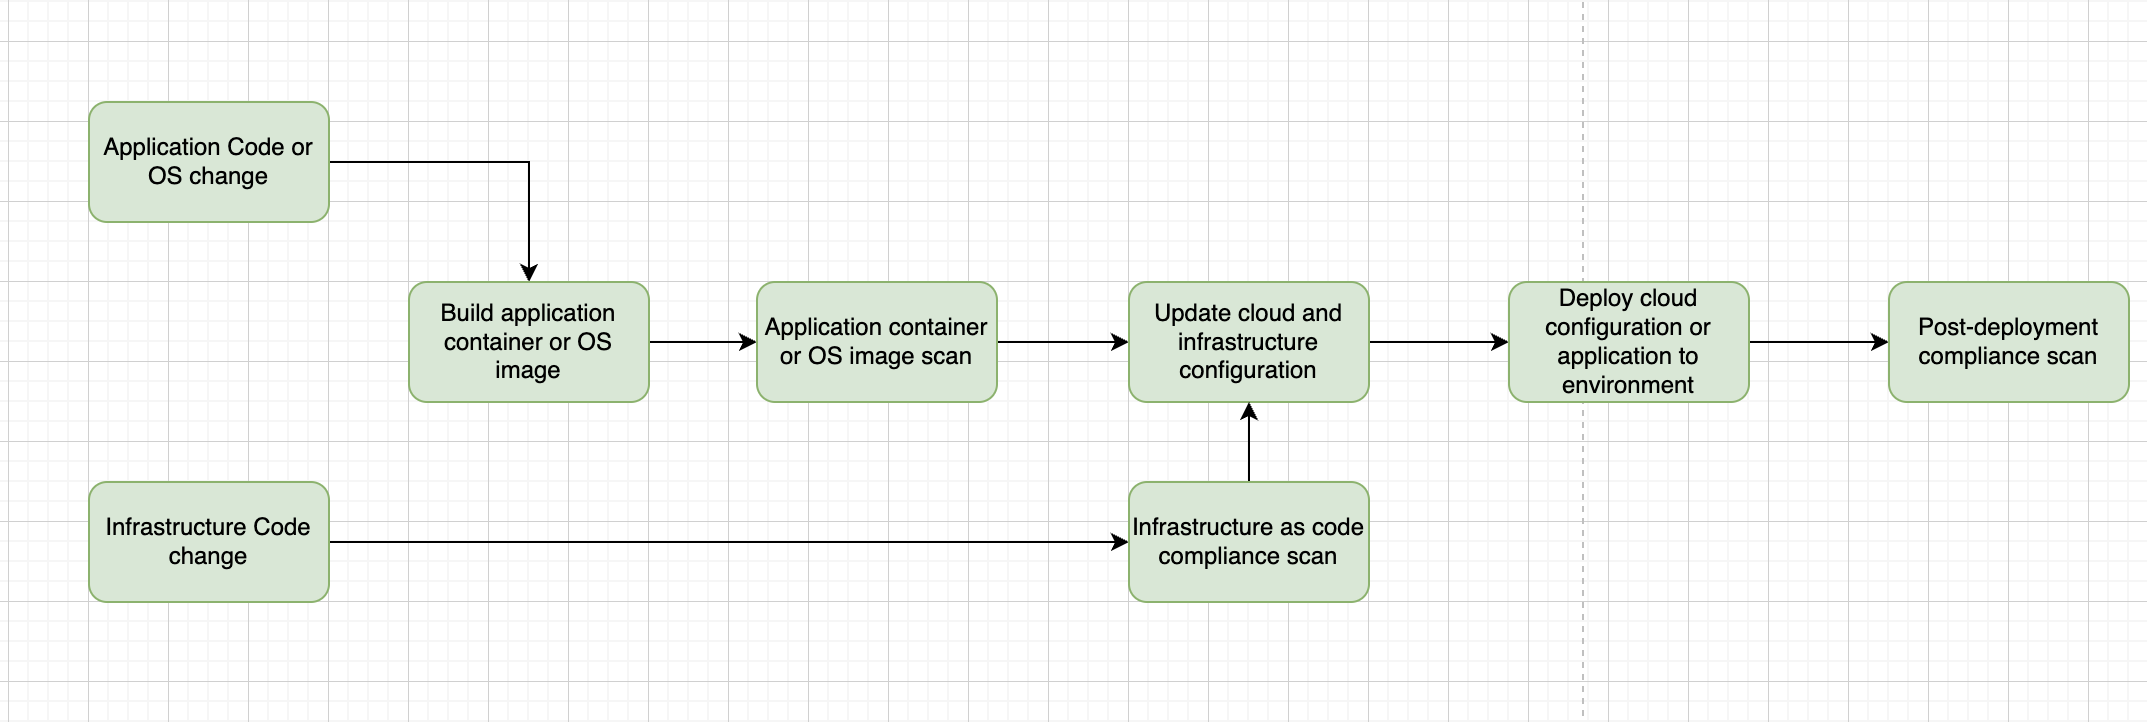 Application Code or
OS change
Build application
container or OS
image
Application container
or OS image scan
Update cloud and
infrastructure
configuration
Deploy cloud
configuration or
application to
environment
Post-deployment
compliance scan
Infrastructure Code
change
Infrastructure as code
compliance scan